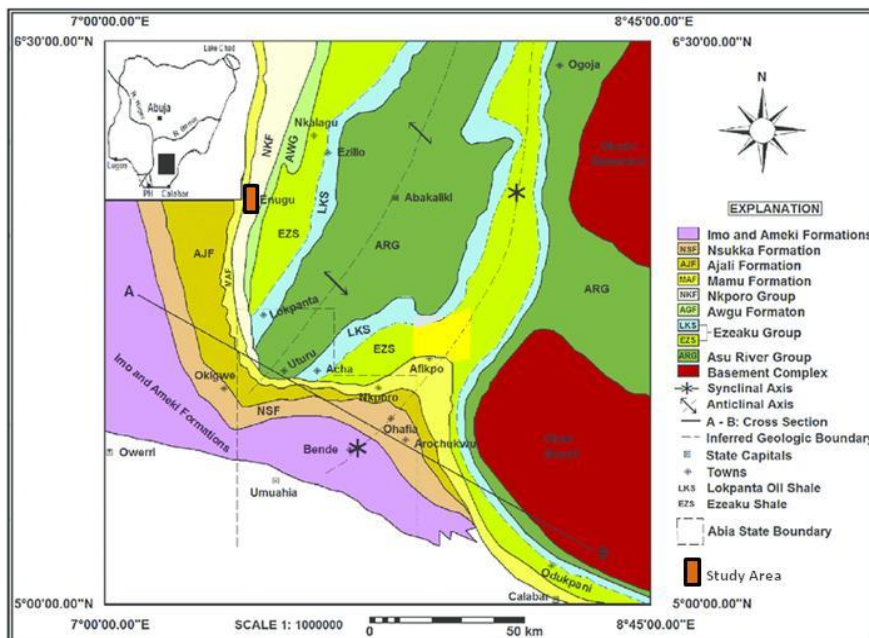 7°00'00.00"E
8°45'00.00"E
6°30'00.00"N
6°30'00.00"N
Lake Chad
Abuja
Lagos
PH
Calabar
N
Ogoja
Nkalagu
Ezillo
NKF
AWG
Enugu
LKS
Abakaliki
EZS
ARG
AJF
MAF
ARG
A
Lokpanta
LKS
EZS
Uturu
Acha
Afikpo
Okigwe
Nkporo
NSF
Ohafia
Arochukwu
Imo and Ameki Formations
Bende
Owerri
Umuahia
B
Odukpani
Calabar
EXPLANATION
Imo and Ameki Formations
NSF Nsukka Formation
AJF Ajali Formation
MAF Mamu Formation
NKF Nkporo Group
AGF Awgu Formaton
LKS
EZS
Ezeaku Group
ARG Asu River Group
Basement Complex
Synclinal Axis
Anticlinal Axis
A - B: Cross Section
Inferred Geologic Boundary
State Capitals
Towns
LKS Lokpanta Oil Shale
EZS Ezeaku Shale
Abia State Boundary
Study Area
5°00'00.00"N
5°00'00.00"N
7°00'00.00"E
8°45'00.00"E
SCALE 1: 1000000
0
50 km